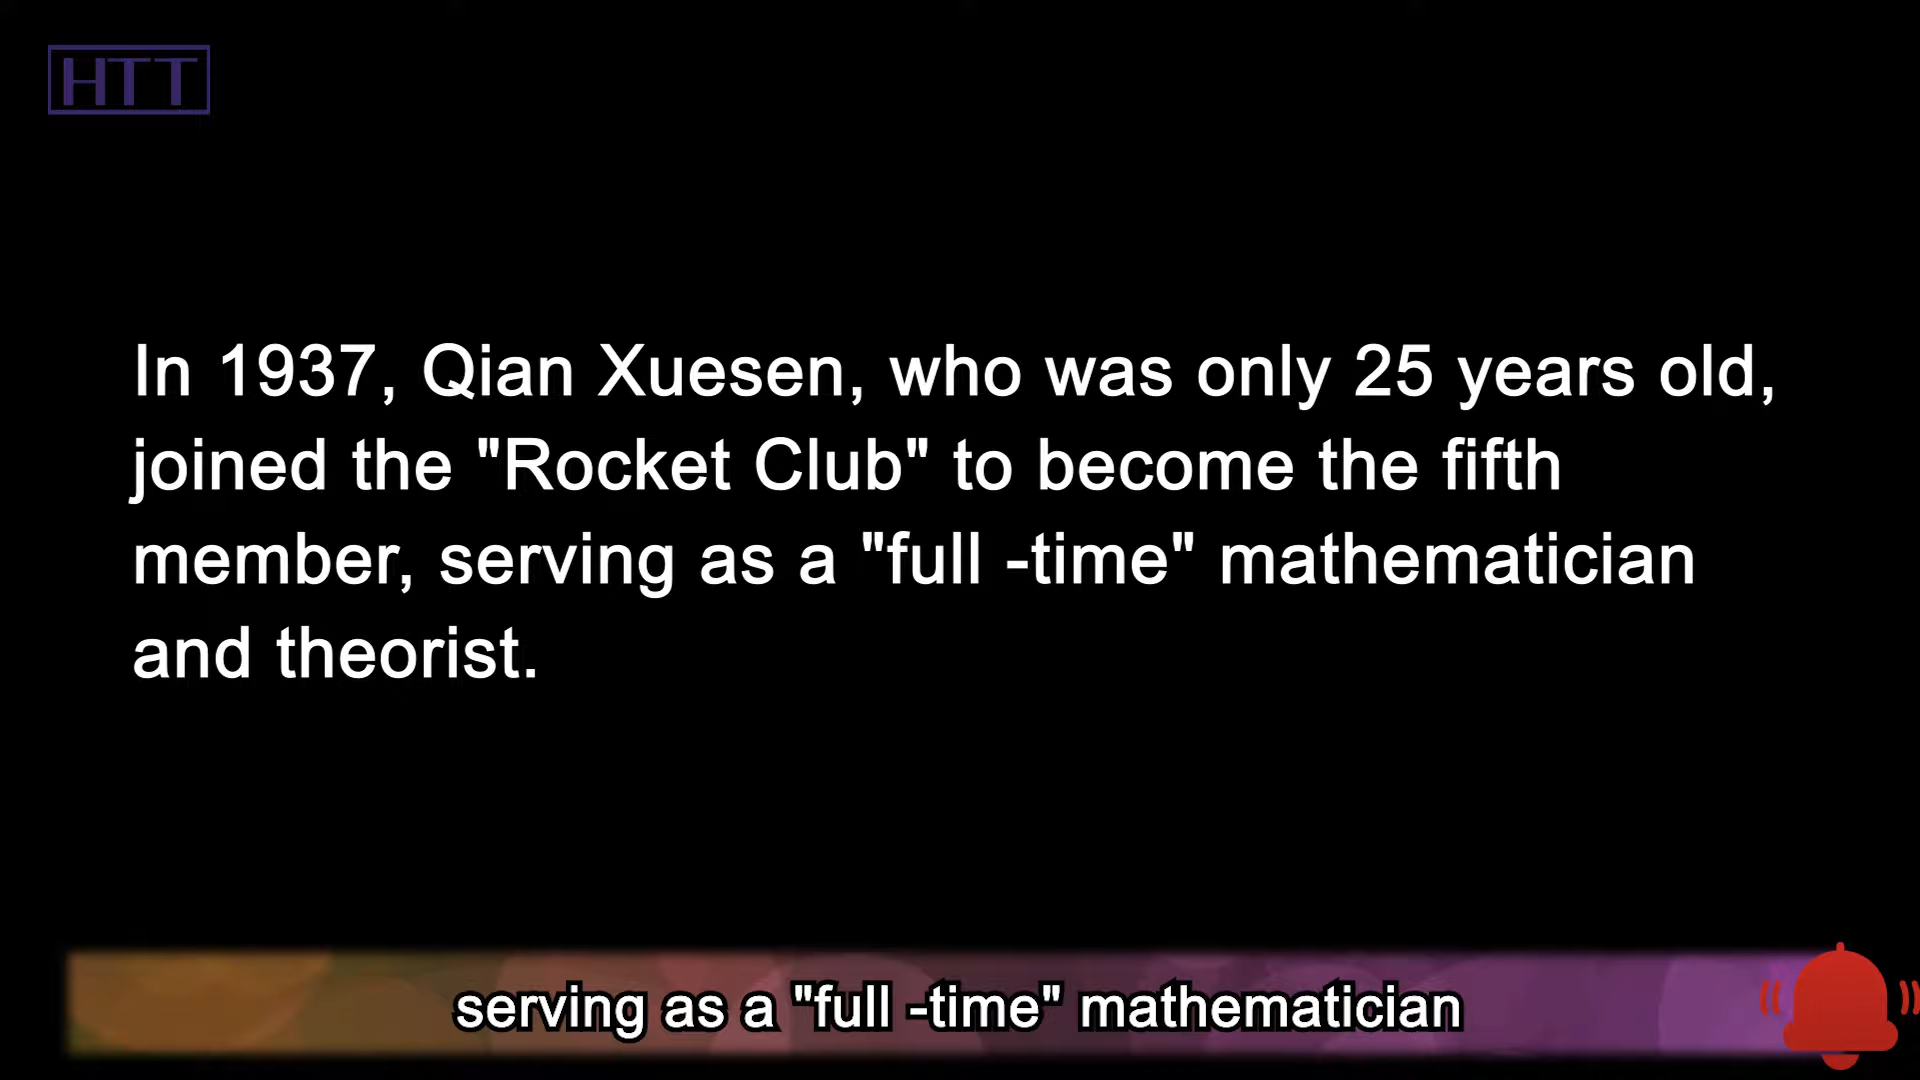 HTT
In 1937, Qian Xuesen, who was only 25 years old,
joined the "Rocket Club" to become the fifth
member, serving as a "full -time" mathematician
and theorist.
serving as a "full -time" mathematician